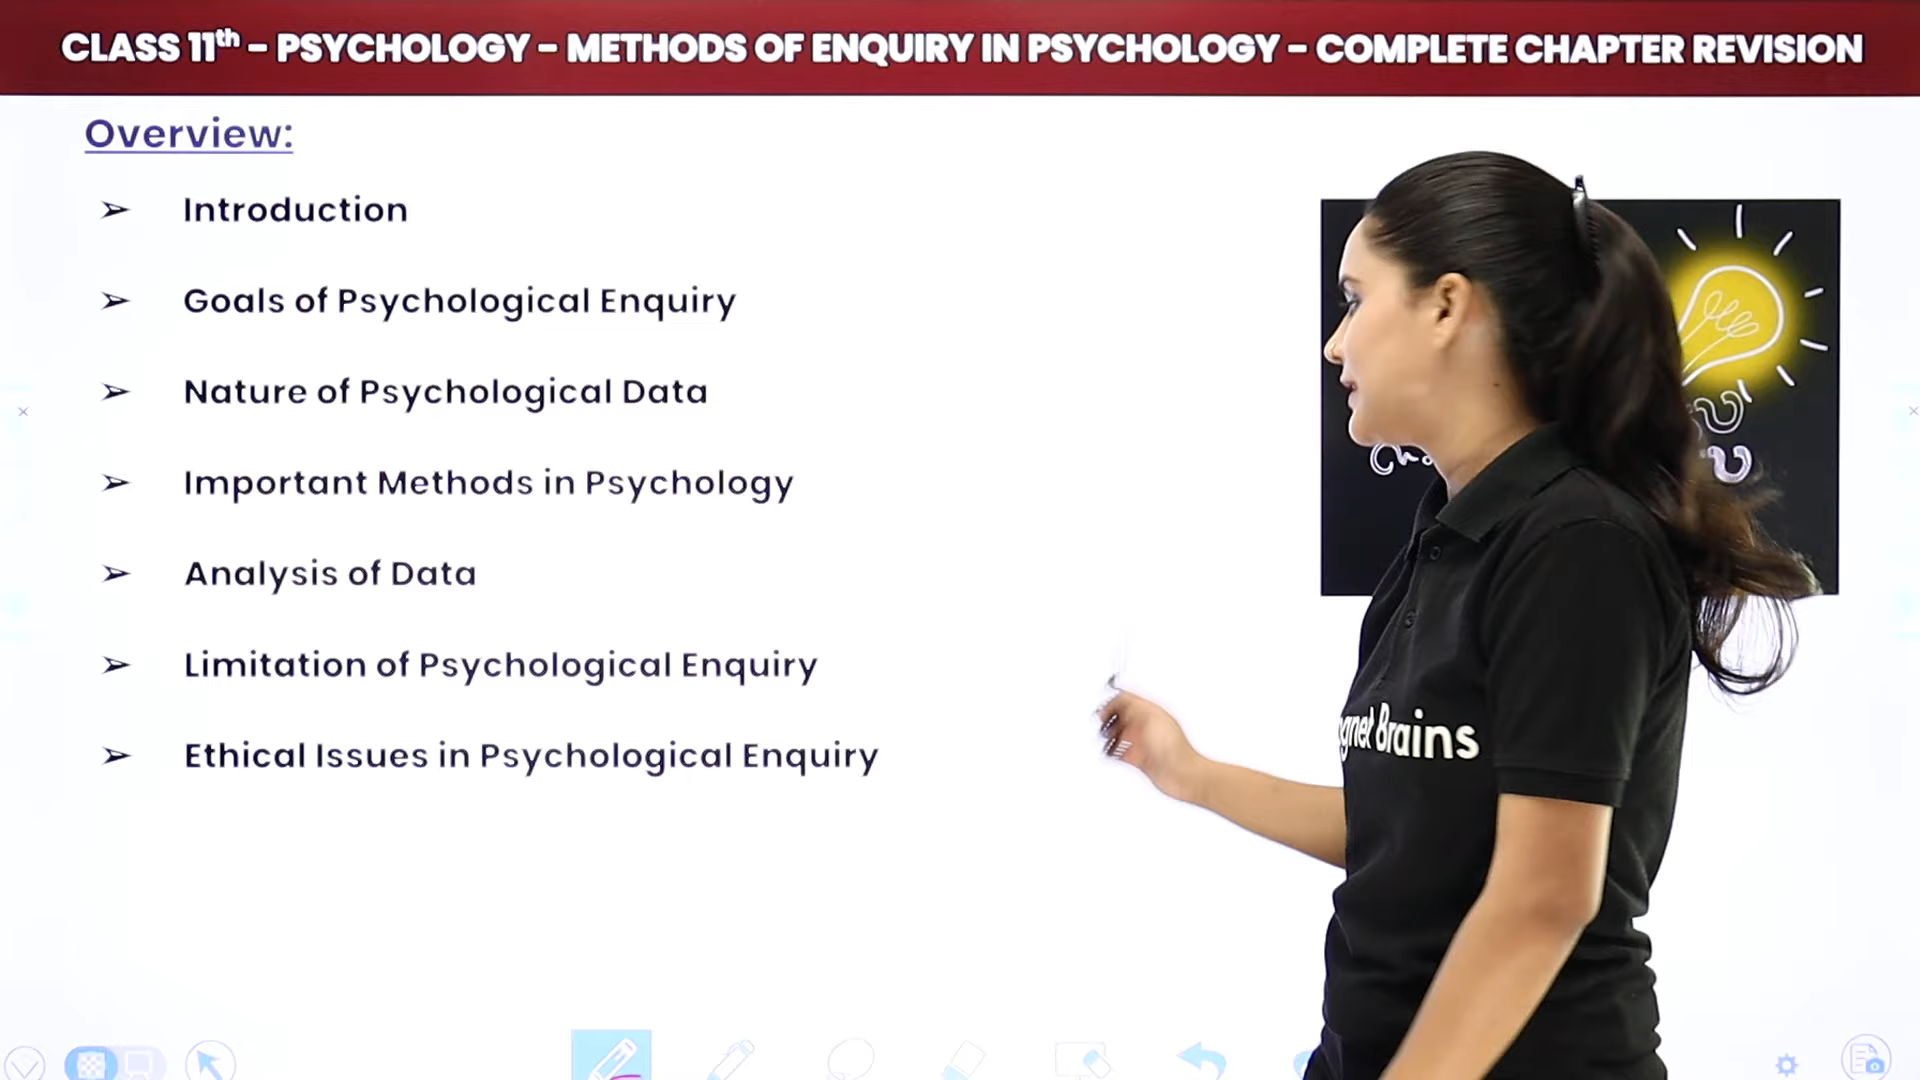 CLASS 11th - PSYCHOLOGY - METHODS OF ENQUIRY IN PSYCHOLOGY - COMPLETE CHAPTER REVISION
Overview:
➢ Introduction
➢ Goals of Psychological Enquiry
➢ Nature of Psychological Data
➢ Important Methods in Psychology
➢ Analysis of Data
➢ Limitation of Psychological Enquiry
➢ Ethical Issues in Psychological Enquiry
Brains